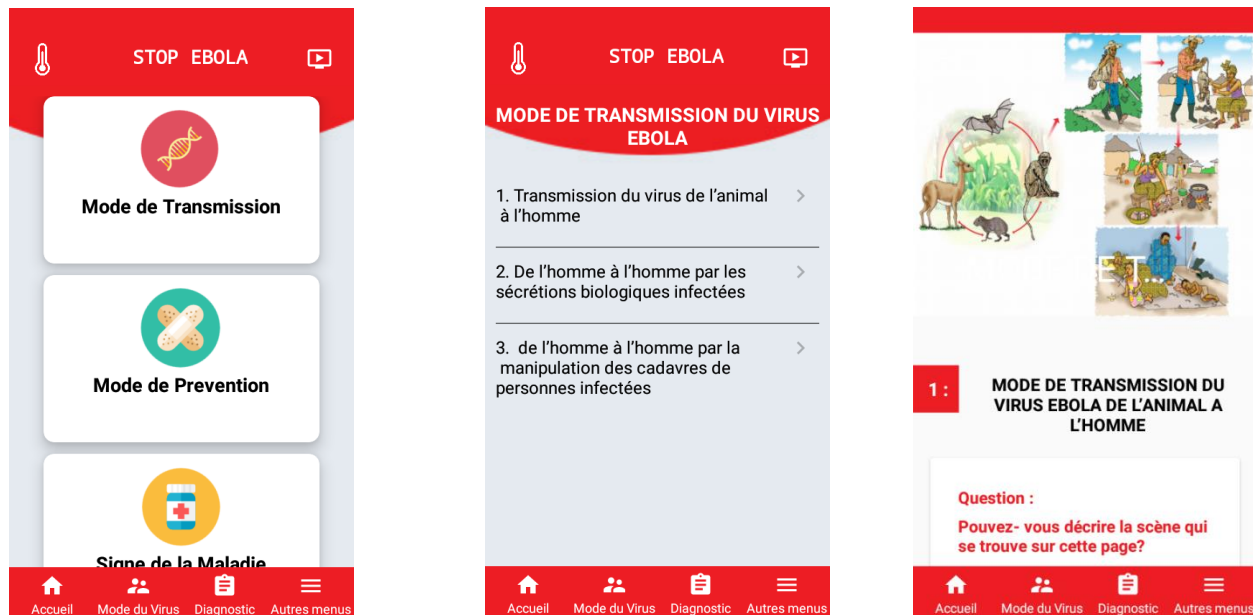 STOP EBOLA
Mode de Transmission
Mode de Prevention
Signe de la Maladie
Accueil Mode du Virus Diagnostic Autres menus
STOP EBOLA
MODE DE TRANSMISSION DU VIRUS
EBOLA
1. Transmission du virus de l’animal
à l’homme
2. De l’homme à l’homme par les
sécrétions biologiques infectées
3. de l’homme à l’homme par la
manipulation des cadavres de
personnes infectées
Accueil Mode du Virus Diagnostic Autres menus
1 :
MODE DE TRANSMISSION DU
VIRUS EBOLA DE L’ANIMAL A
L’HOMME
Question :
Pouvez- vous décrire la scène qui
se trouve sur cette page?
Accueil Mode du Virus Diagnostic Autres menus